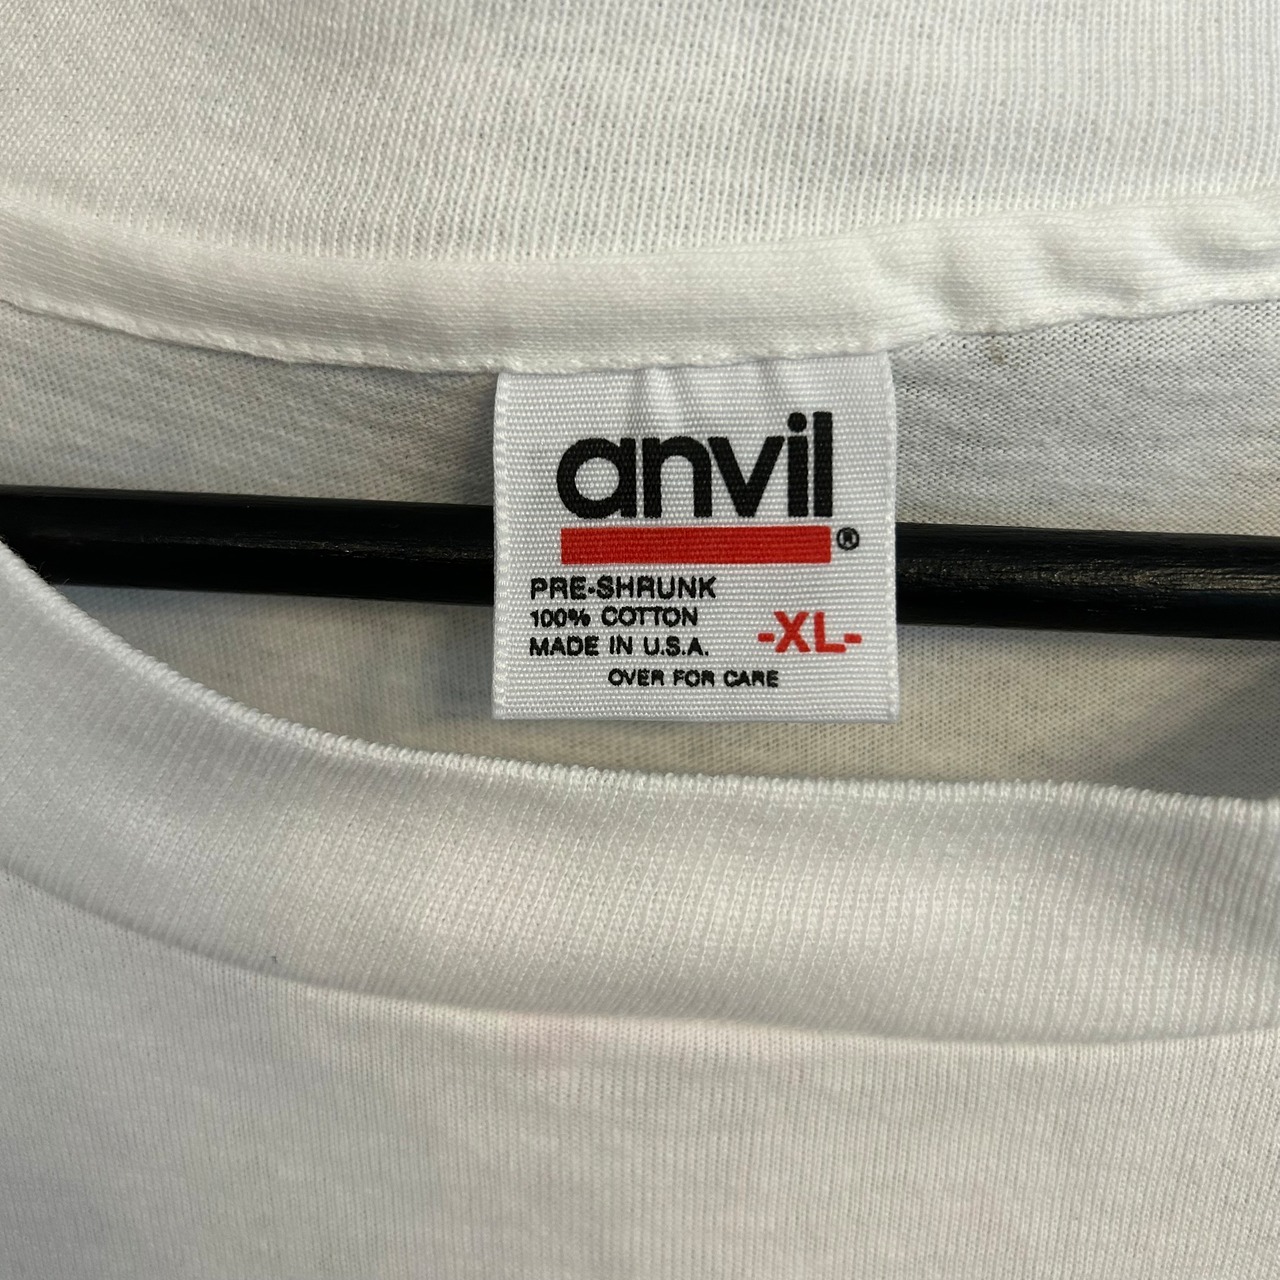 anvil®
PRE-SHRUNK
100% COTTON
MADE IN U.S.A. -XL-
OVER FOR CARE